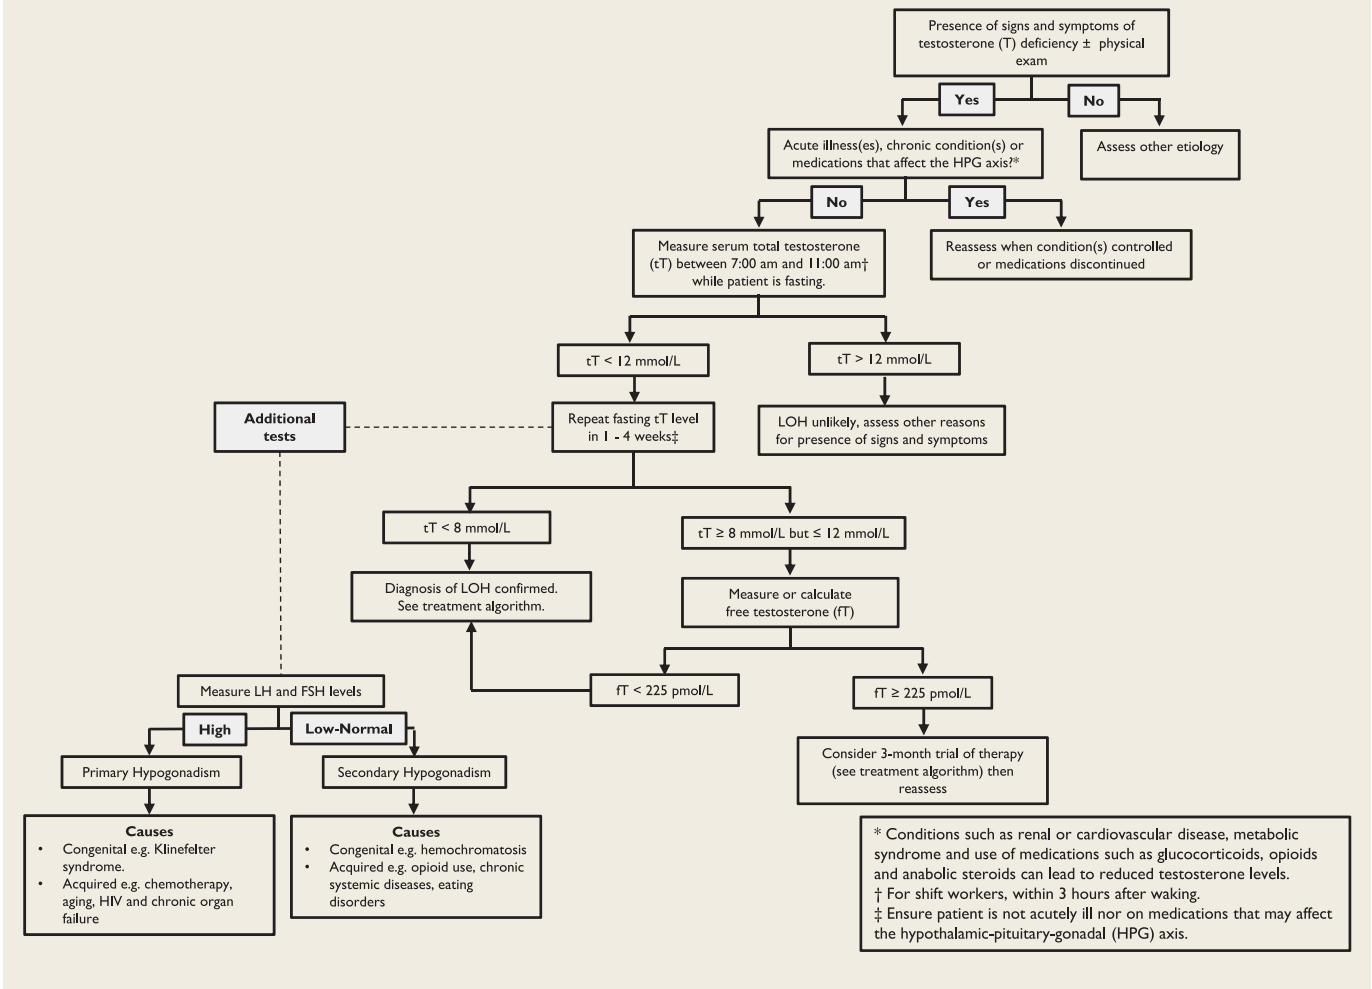 Presence of signs and symptoms of
testosterone (T) deficiency ± physical
exam
Yes
No
Acute illness(es), chronic condition(s) or
medications that affect the HPG axis?*
Assess other etiology
No
Yes
Measure serum total testosterone
(tT) between 7:00 am and 11:00 am†
while patient is fasting.
Reassess when condition(s) controlled
or medications discontinued
tT < 12 mmol/L
tT > 12 mmol/L
Additional
tests
Repeat fasting tT level
in 1 - 4 weeks‡
LOH unlikely, assess other reasons
for presence of signs and symptoms
tT < 8 mmol/L
tT ≥ 8 mmol/L but ≤ 12 mmol/L
Diagnosis of LOH confirmed.
See treatment algorithm.
Measure or calculate
free testosterone (fT)
Measure LH and FSH levels
fT < 225 pmol/L
fT ≥ 225 pmol/L
High
Low-Normal
Primary Hypogonadism
Secondary Hypogonadism
Consider 3-month trial of therapy
(see treatment algorithm) then
reassess
Causes
• Congenital e.g. Klinefelter
syndrome.
• Acquired e.g. chemotherapy,
aging, HIV and chronic organ
failure
Causes
• Congenital e.g. hemochromatosis
• Acquired e.g. opioid use, chronic
systemic diseases, eating
disorders
* Conditions such as renal or cardiovascular disease, metabolic
syndrome and use of medications such as glucocorticoids, opioids
and anabolic steroids can lead to reduced testosterone levels.
† For shift workers, within 3 hours after waking.
‡ Ensure patient is not acutely ill nor on medications that may affect
the hypothalamic-pituitary-gonadal (HPG) axis.